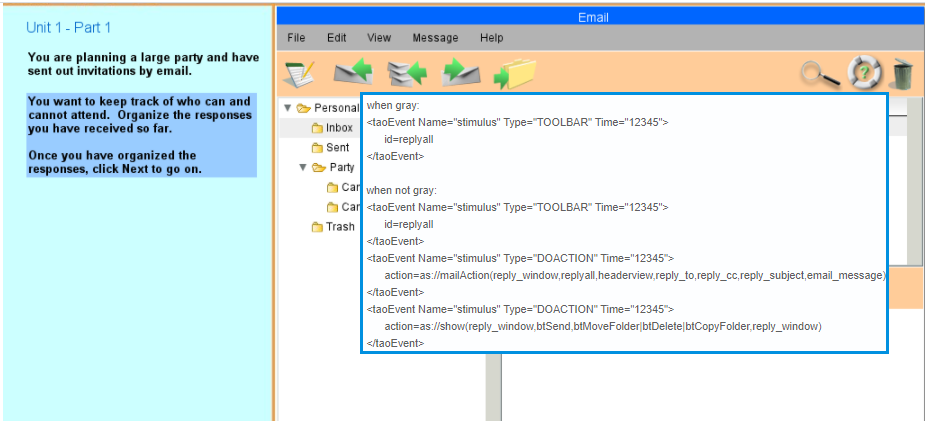 Unit 1 - Part 1
You are planning a large party and have
sent out invitations by email.
You want to keep track of who can and
cannot attend.  Organize the responses
you have received so far.
Once you have organized the
responses, click Next to go on.
Email
File Edit View Message Help
Personal
Inbox
Sent
Party
Trash
when gray:
<taoEvent Name="stimulus" Type="TOOLBAR" Time="12345">
id=replyall
</taoEvent>
when not gray:
<taoEvent Name="stimulus" Type="TOOLBAR" Time="12345">
id=replyall
</taoEvent>
<taoEvent Name="stimulus" Type="DOACTION" Time="12345">
action=as://mailAction(reply_window,replyall,headerview,reply_to,reply_cc,reply_subject,email_message)
</taoEvent>
<taoEvent Name="stimulus" Type="DOACTION" Time="12345">
action=as://show(reply_window,btSend,btMoveFolder|btDelete|btCopyFolder,reply_window)
</taoEvent>